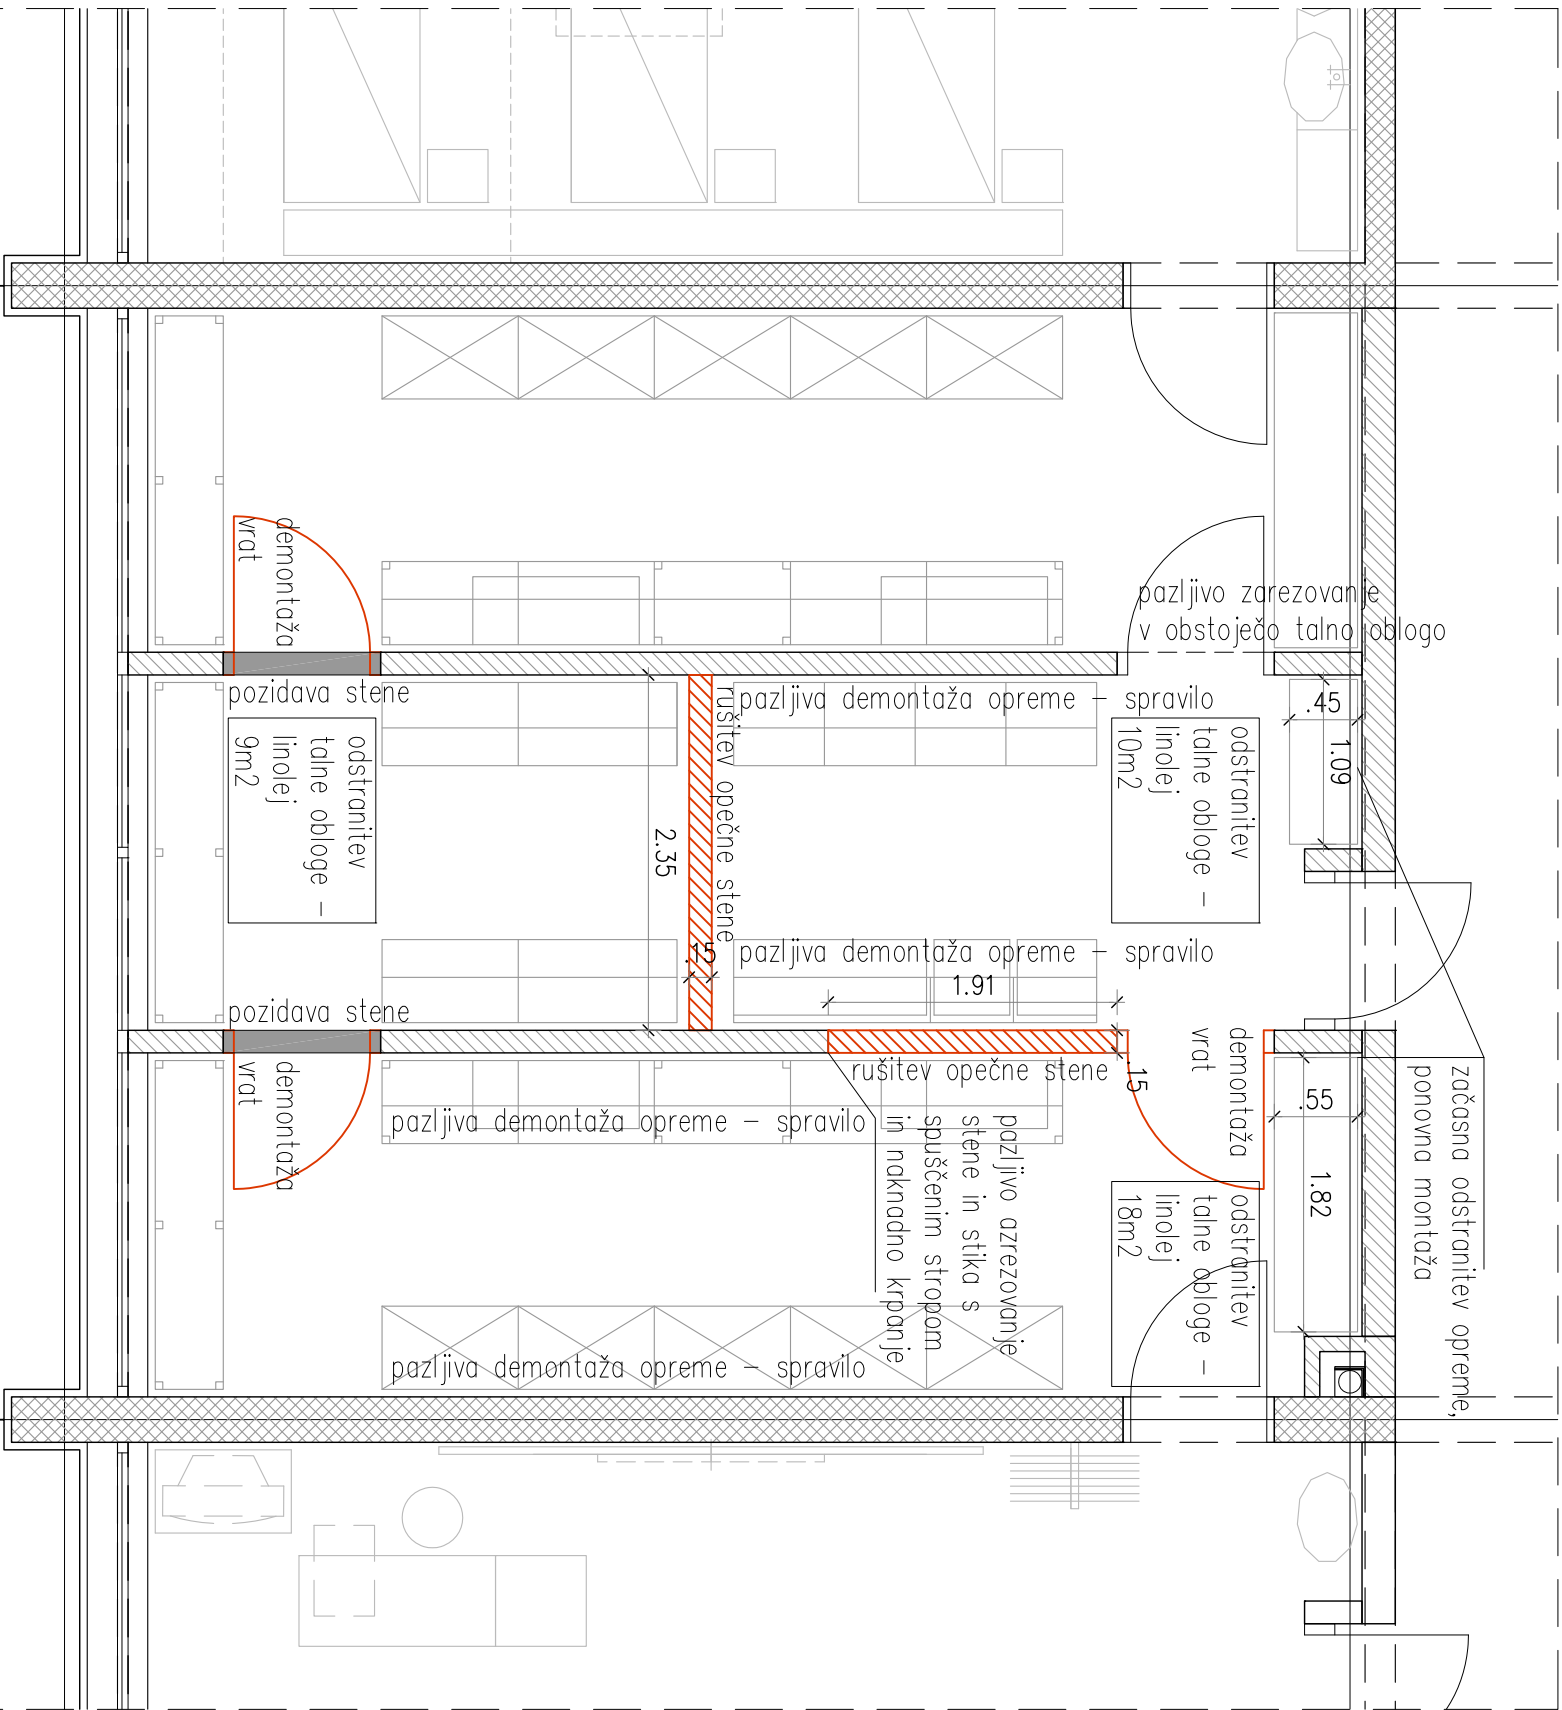 demontaža
vrat
pazljivo zarezovanje
v obstoječo talno oblogo
pozidava stene
rušitev opečne stene
pazljiva demontaža opreme – spravilo
.45
1.09
odstranitev
talne obloge –
linolej
9m2
odstranitev
talne obloge –
linolej
10m2
2.35
.15
pazljiva demontaža opreme – spravilo
1.91
pozidava stene
demontaža
vrat
demontaža
vrat
rušitev opečne stene
.15
.55
1.82
začasna odstranitev opreme,
ponovna montaža
pazljiva demontaža opreme – spravilo
pazljivo azrezovanje
stene in stika s
spuščenim stropom
in naknadno krpanje
odstranitev
talne obloge –
linolej
18m2
pazljiva demontaža opreme – spravilo